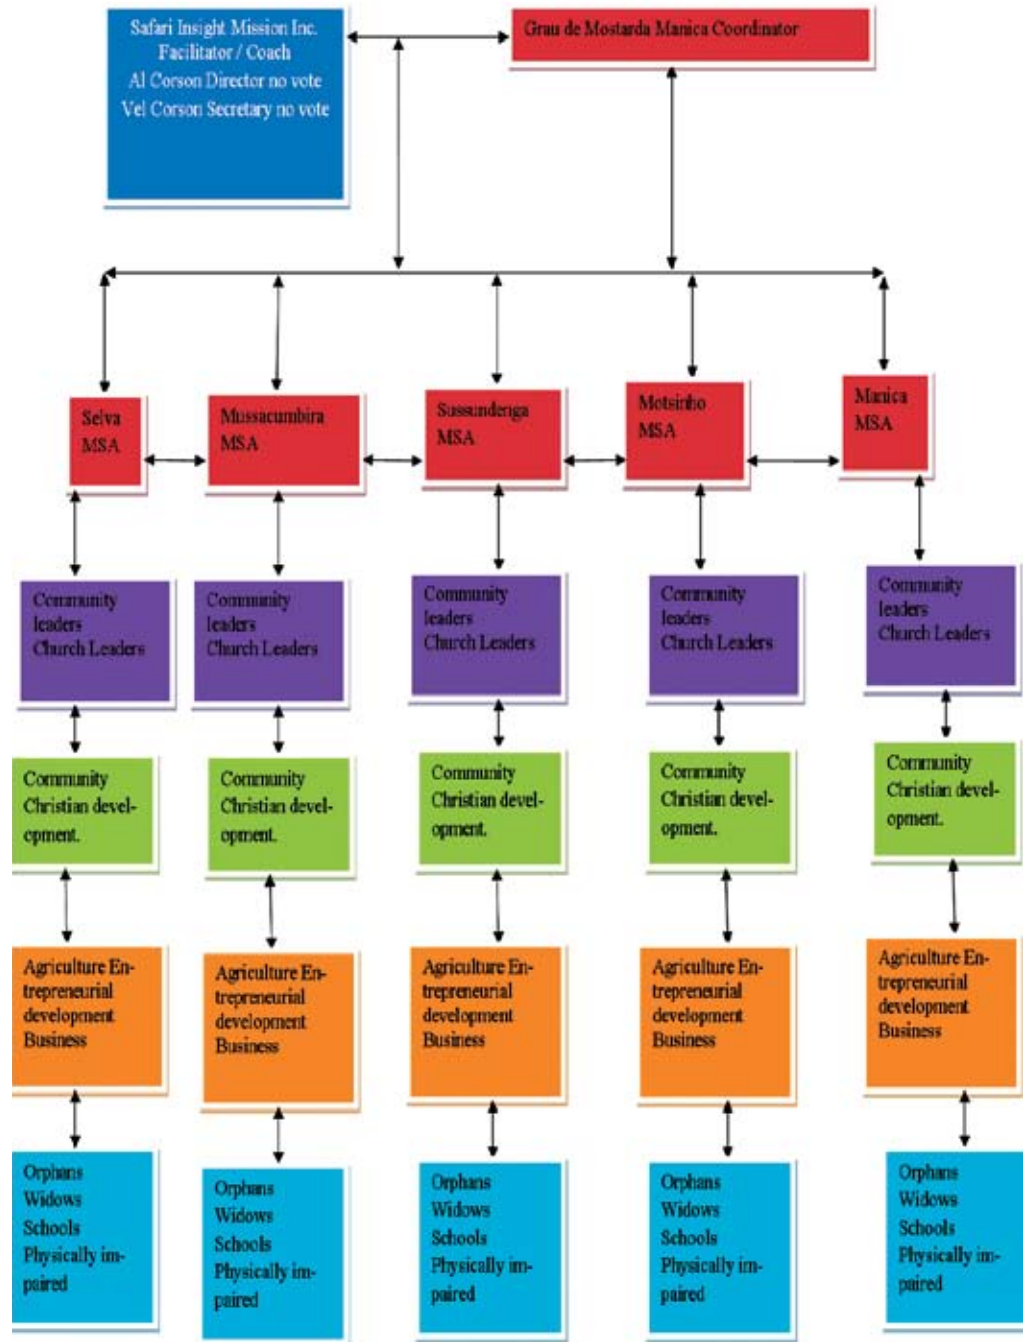 Safari Insight Mission Inc.
Facilitator / Coach
Al Corson Director no vote
Vel Corson Secretary no vote
Grau de Mostarda Manica Coordinator
Selva
MSA
Mussacumbira
MSA
Sussundenga
MSA
Motsinho
MSA
Manica
MSA
Community
leaders
Church Leaders
Community
leaders
Church Leaders
Community
leaders
Church Leaders
Community
leaders
Church Leaders
Community
leaders
Church Leaders
Community
Christian devel-
opment.
Community
Christian devel-
opment.
Community
Christian devel-
opment.
Community
Christian devel-
opment.
Community
Christian devel-
opment.
Agriculture En-
trepreneurial
development
Business
Agriculture En-
trepreneurial
development
Business
Agriculture En-
trepreneurial
development
Business
Agriculture En-
trepreneurial
development
Business
Agriculture En-
trepreneurial
development
Business
Orphans
Widows
Schools
Physically im-
paired
Orphans
Widows
Schools
Physically im-
paired
Orphans
Widows
Schools
Physically im-
paired
Orphans
Widows
Schools
Physically im-
paired
Orphans
Widows
Schools
Physically im-
paired